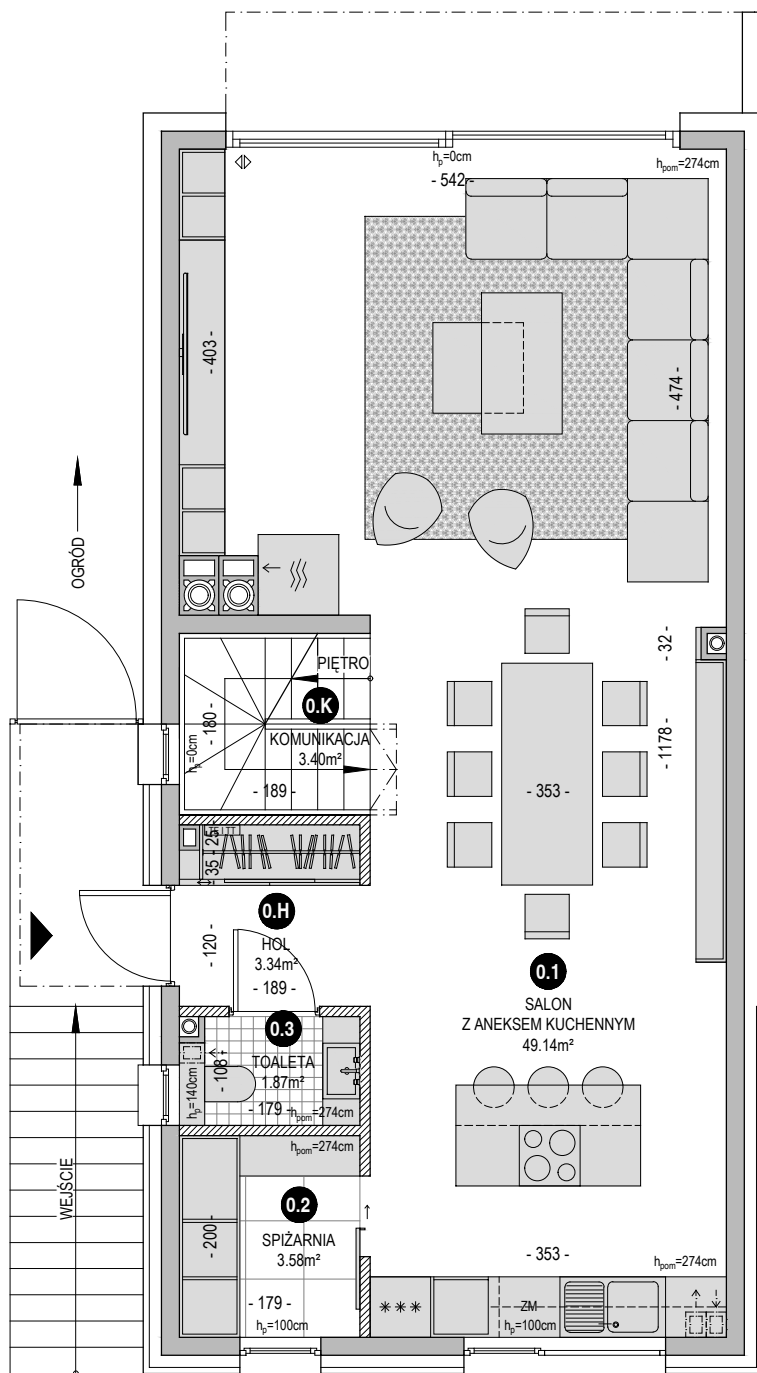 hp=0cm
hpom=274cm
- 542 -
- 403 -
- 474 -
OGRÓD
- 32 -
PIĘTRO
0.K
- 180 -
hp=0cm
KOMUNIKACJA
3.40m²
- 1178 -
- 189 -
- 353 -
- 35 - 25 -
0.H
HOL
3.34m²
- 120 -
- 189 -
0.1
SALON
Z ANEKSEM KUCHENNYM
49.14m²
0.3
TOALETA
1.87m²
- 108 -
hp=140cm
- 179 -
hpom=274cm
hpom=274cm
WEJŚCIE
0.2
SPIŻARNIA
3.58m²
- 200 -
- 353 -
hpom=274cm
- 179 -
hp=100cm
***
ZM
hp=100cm